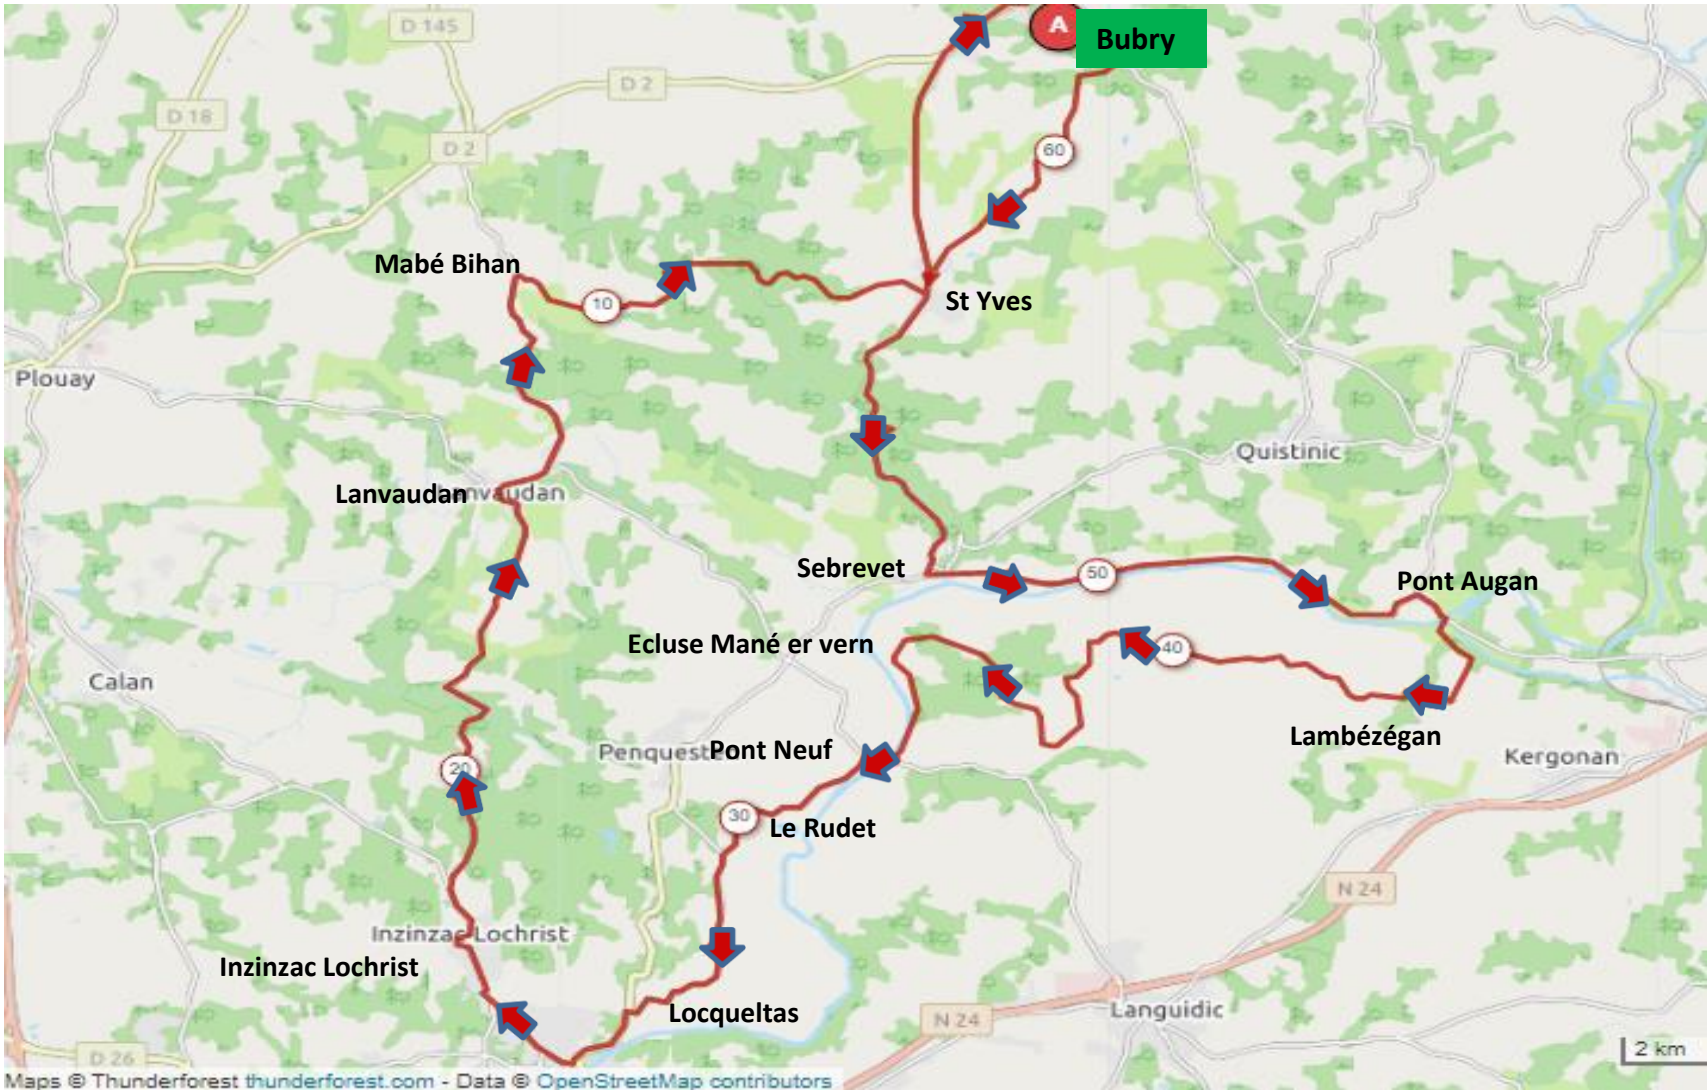 D 145
A
Bubry
D 2
D 18
D 2
60
Mabé Bihan
10
St Yves
Plouay
Quistinic
Lanvaudan
Lanvaudan
Sebrevet
50
Pont Augan
Ecluse Mané er vern
40
Calan
Lambézégan
Pont Neuf
Penquesten
Kergonan
20
30
Le Rudet
N 24
Inzinzac-Lochrist
Inzinzac Lochrist
Locqueltas
Languidic
N 24
D 26
2 km
Maps © Thunderforest thunderforest.com - Data © OpenStreetMap contributors